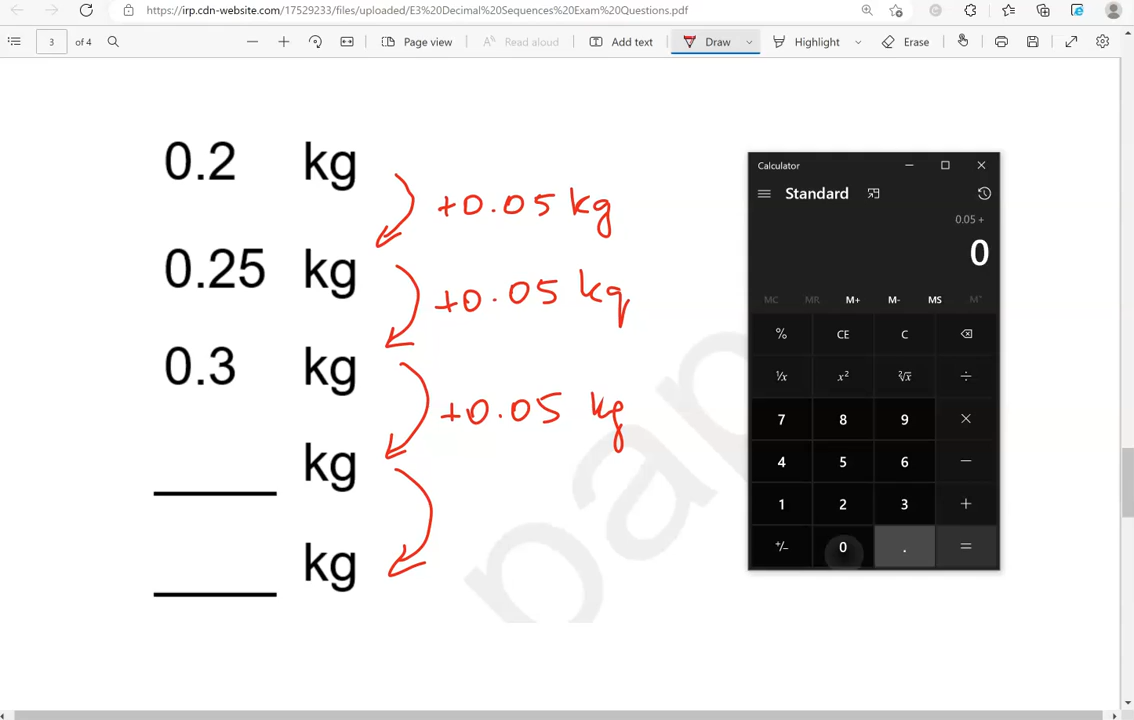 https://irp.cdn-website.com/17529233/files/uploaded/E3%20Decimal%20Sequences%20Exam%20Questions.pdf
3 of 4
Page view
Read aloud
Add text
Draw
Highlight
Erase
0.2 kg
+0.05 kg
0.25 kg
+0.05 kg
0.3 kg
+0.05 kg
kg
kg
pap
Calculator
Standard
0.05 +
0
MC MR M+ M- MS M˅
% CE C
¹/x x² ²√x ÷
7 8 9 ×
4 5 6 −
1 2 3 +
+/− 0 . =